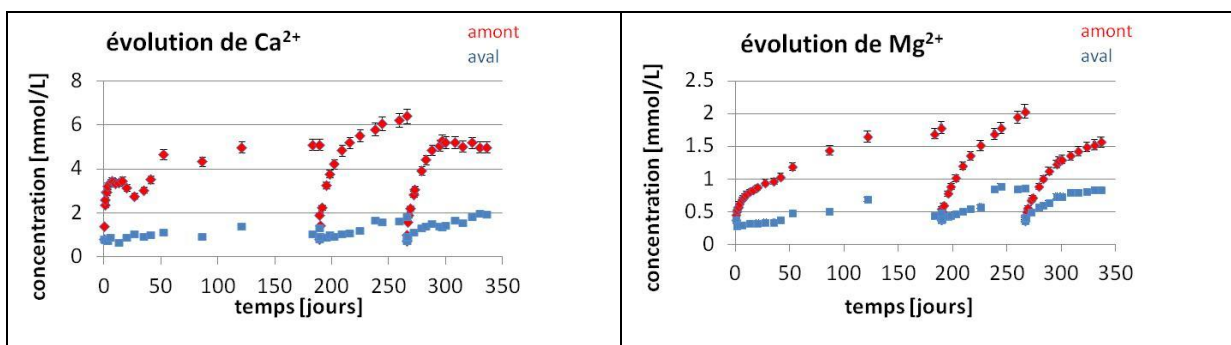 évolution de Ca²⁺
amont
aval
concentration [mmol/L]
8
6
4
2
0
0 50 100 150 200 250 300 350
temps [jours]
évolution de Mg²⁺
amont
aval
concentration [mmol/L]
2.5
2
1.5
1
0.5
0
0 50 100 150 200 250 300 350
temps [jours]